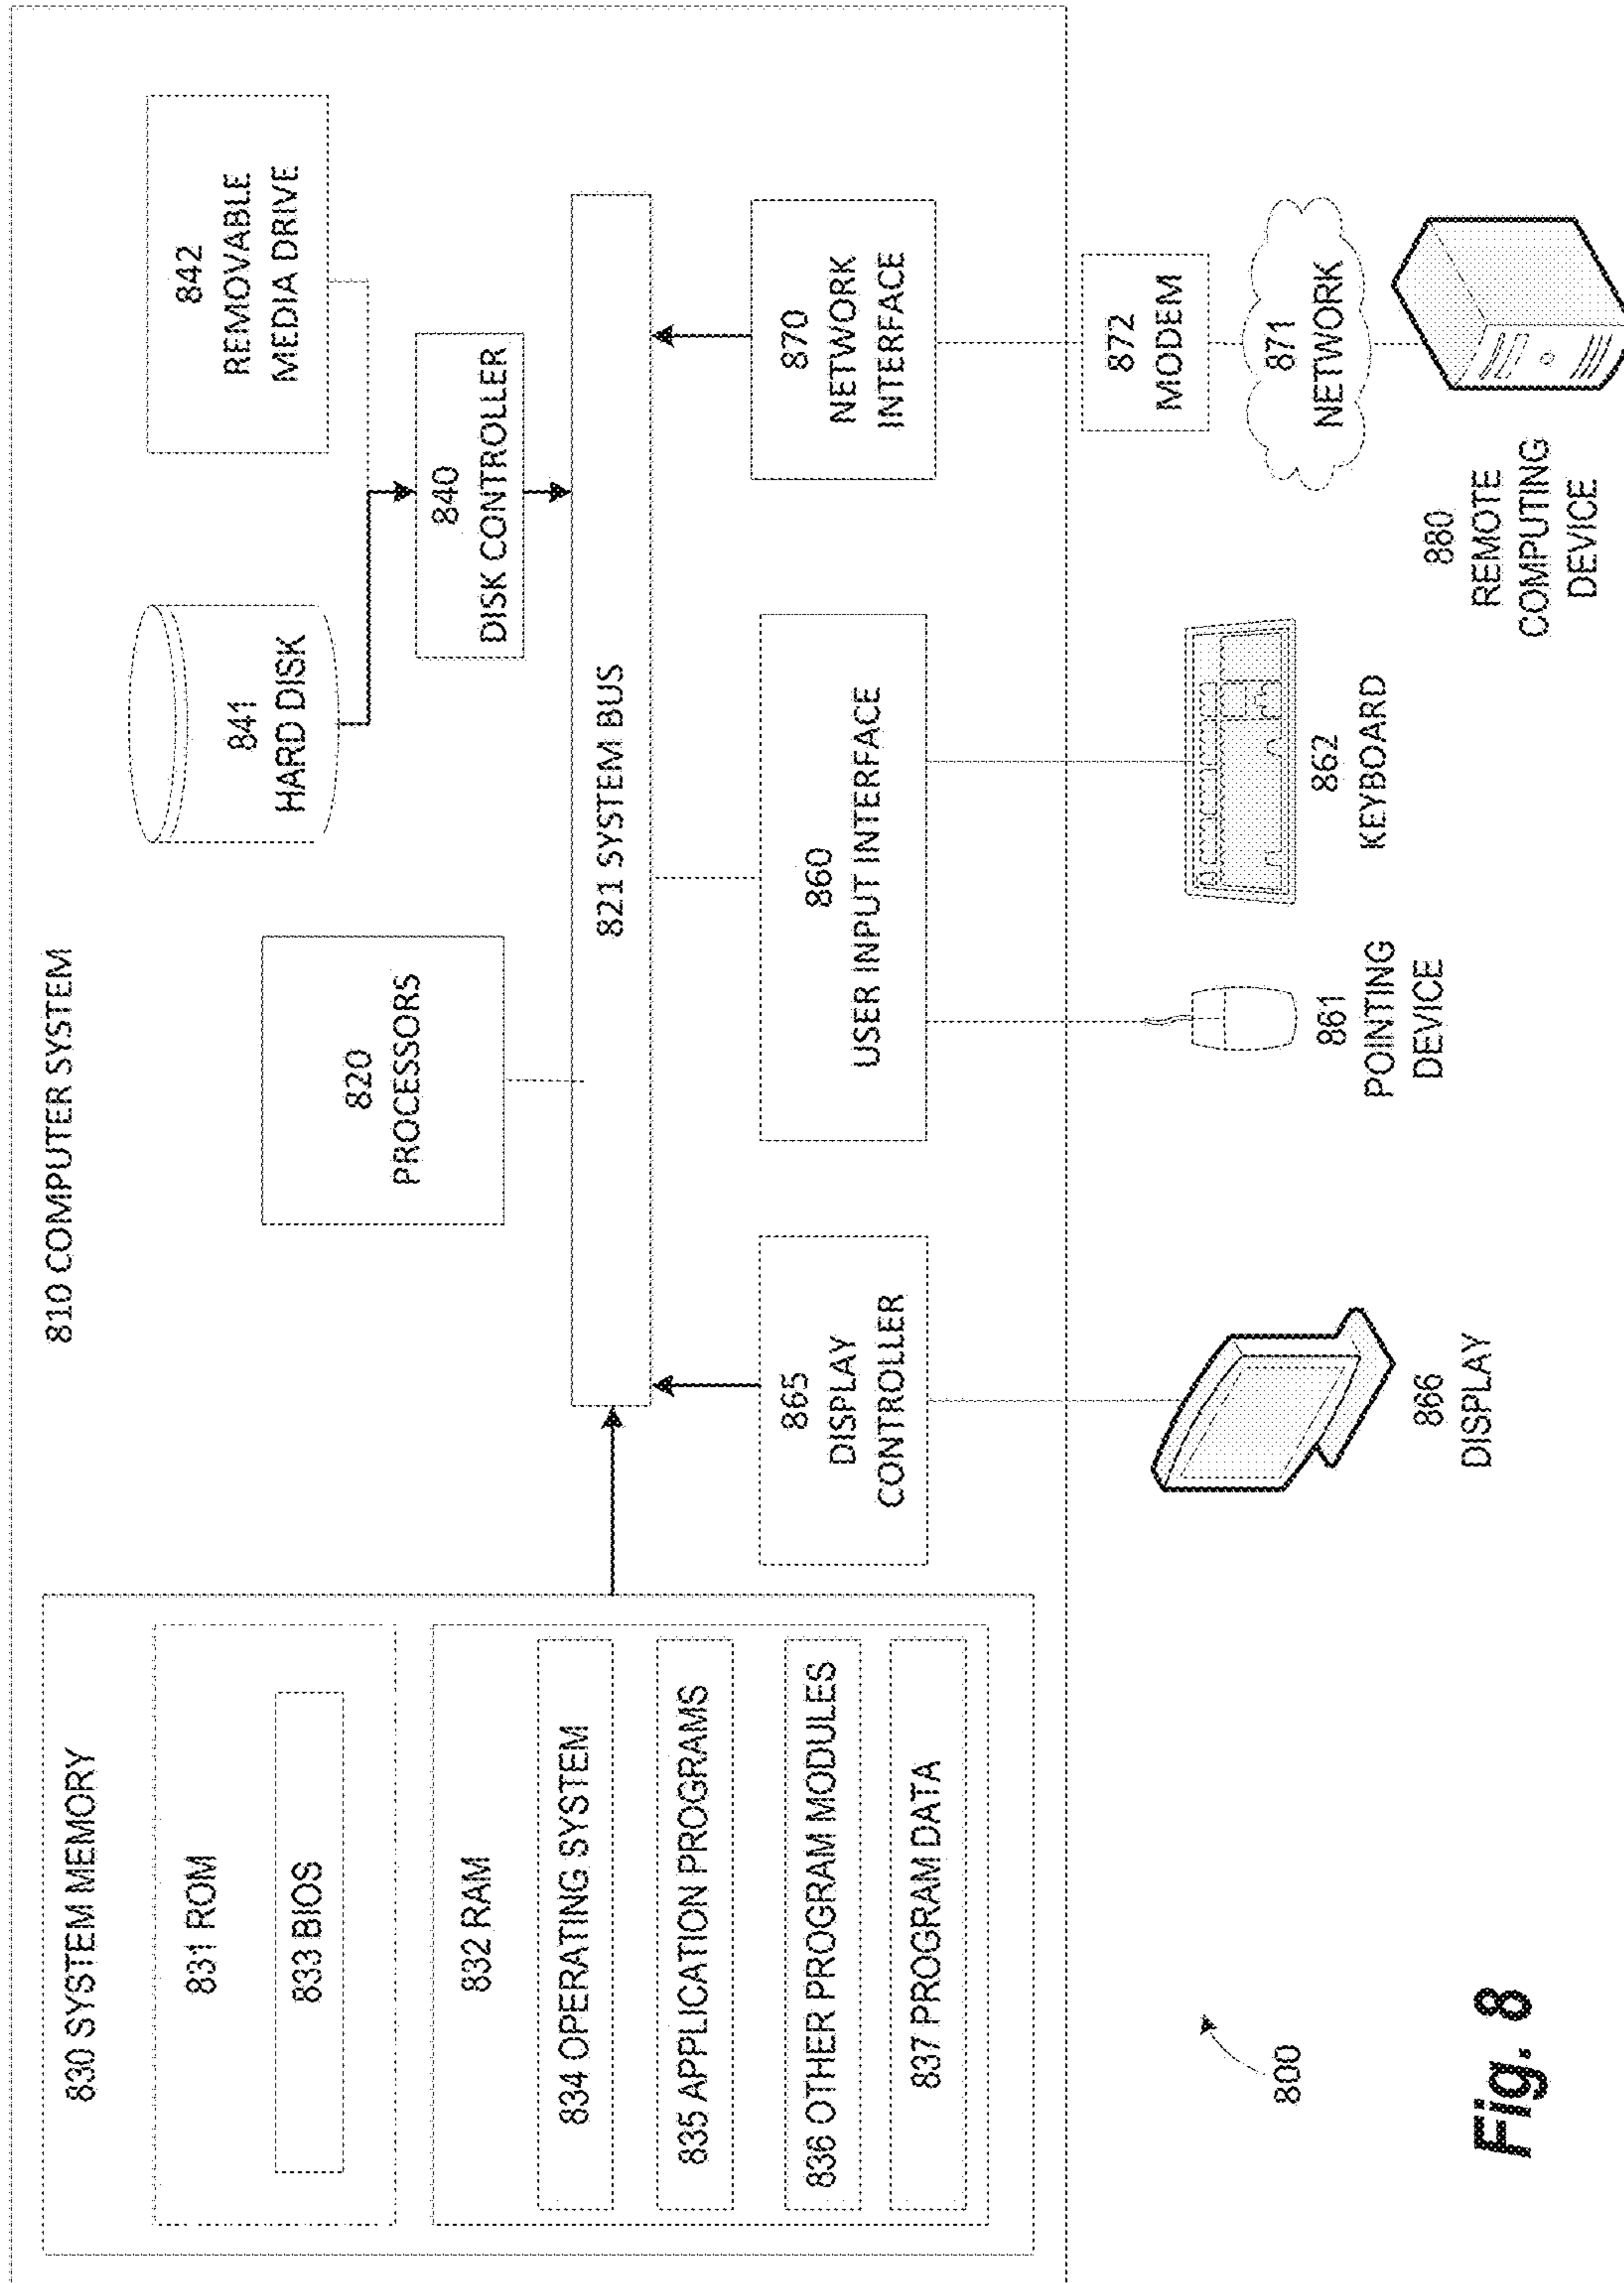 810 COMPUTER SYSTEM
830 SYSTEM MEMORY
831 ROM
833 BIOS
832 RAM
834 OPERATING SYSTEM
835 APPLICATION PROGRAMS
836 OTHER PROGRAM MODULES
837 PROGRAM DATA
820
PROCESSORS
841
HARD DISK
842
REMOVABLE
MEDIA DRIVE
840
DISK CONTROLLER
821 SYSTEM BUS
865
DISPLAY
CONTROLLER
860
USER INPUT INTERFACE
870
NETWORK
INTERFACE
872
MODEM
871
NETWORK
866
DISPLAY
861
POINTING
DEVICE
862
KEYBOARD
880
REMOTE
COMPUTING
DEVICE
800
Fig. 8